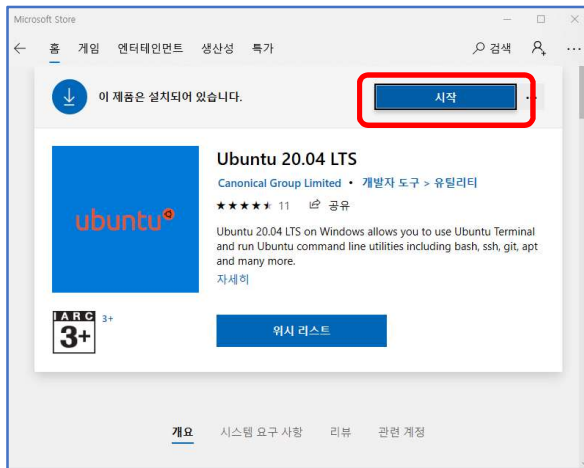 Microsoft Store
홈 게임 엔터테인먼트 생산성 특가 검색
이 제품은 설치되어 있습니다. 시작
ubuntu
Ubuntu 20.04 LTS
Canonical Group Limited • 개발자 도구 > 유틸리티
11 공유
Ubuntu 20.04 LTS on Windows allows you to use Ubuntu Terminal
and run Ubuntu command line utilities including bash, ssh, git, apt
and many more.
자세히
IARC
3+
3+
위시 리스트
개요 시스템 요구 사항 리뷰 관련 계정